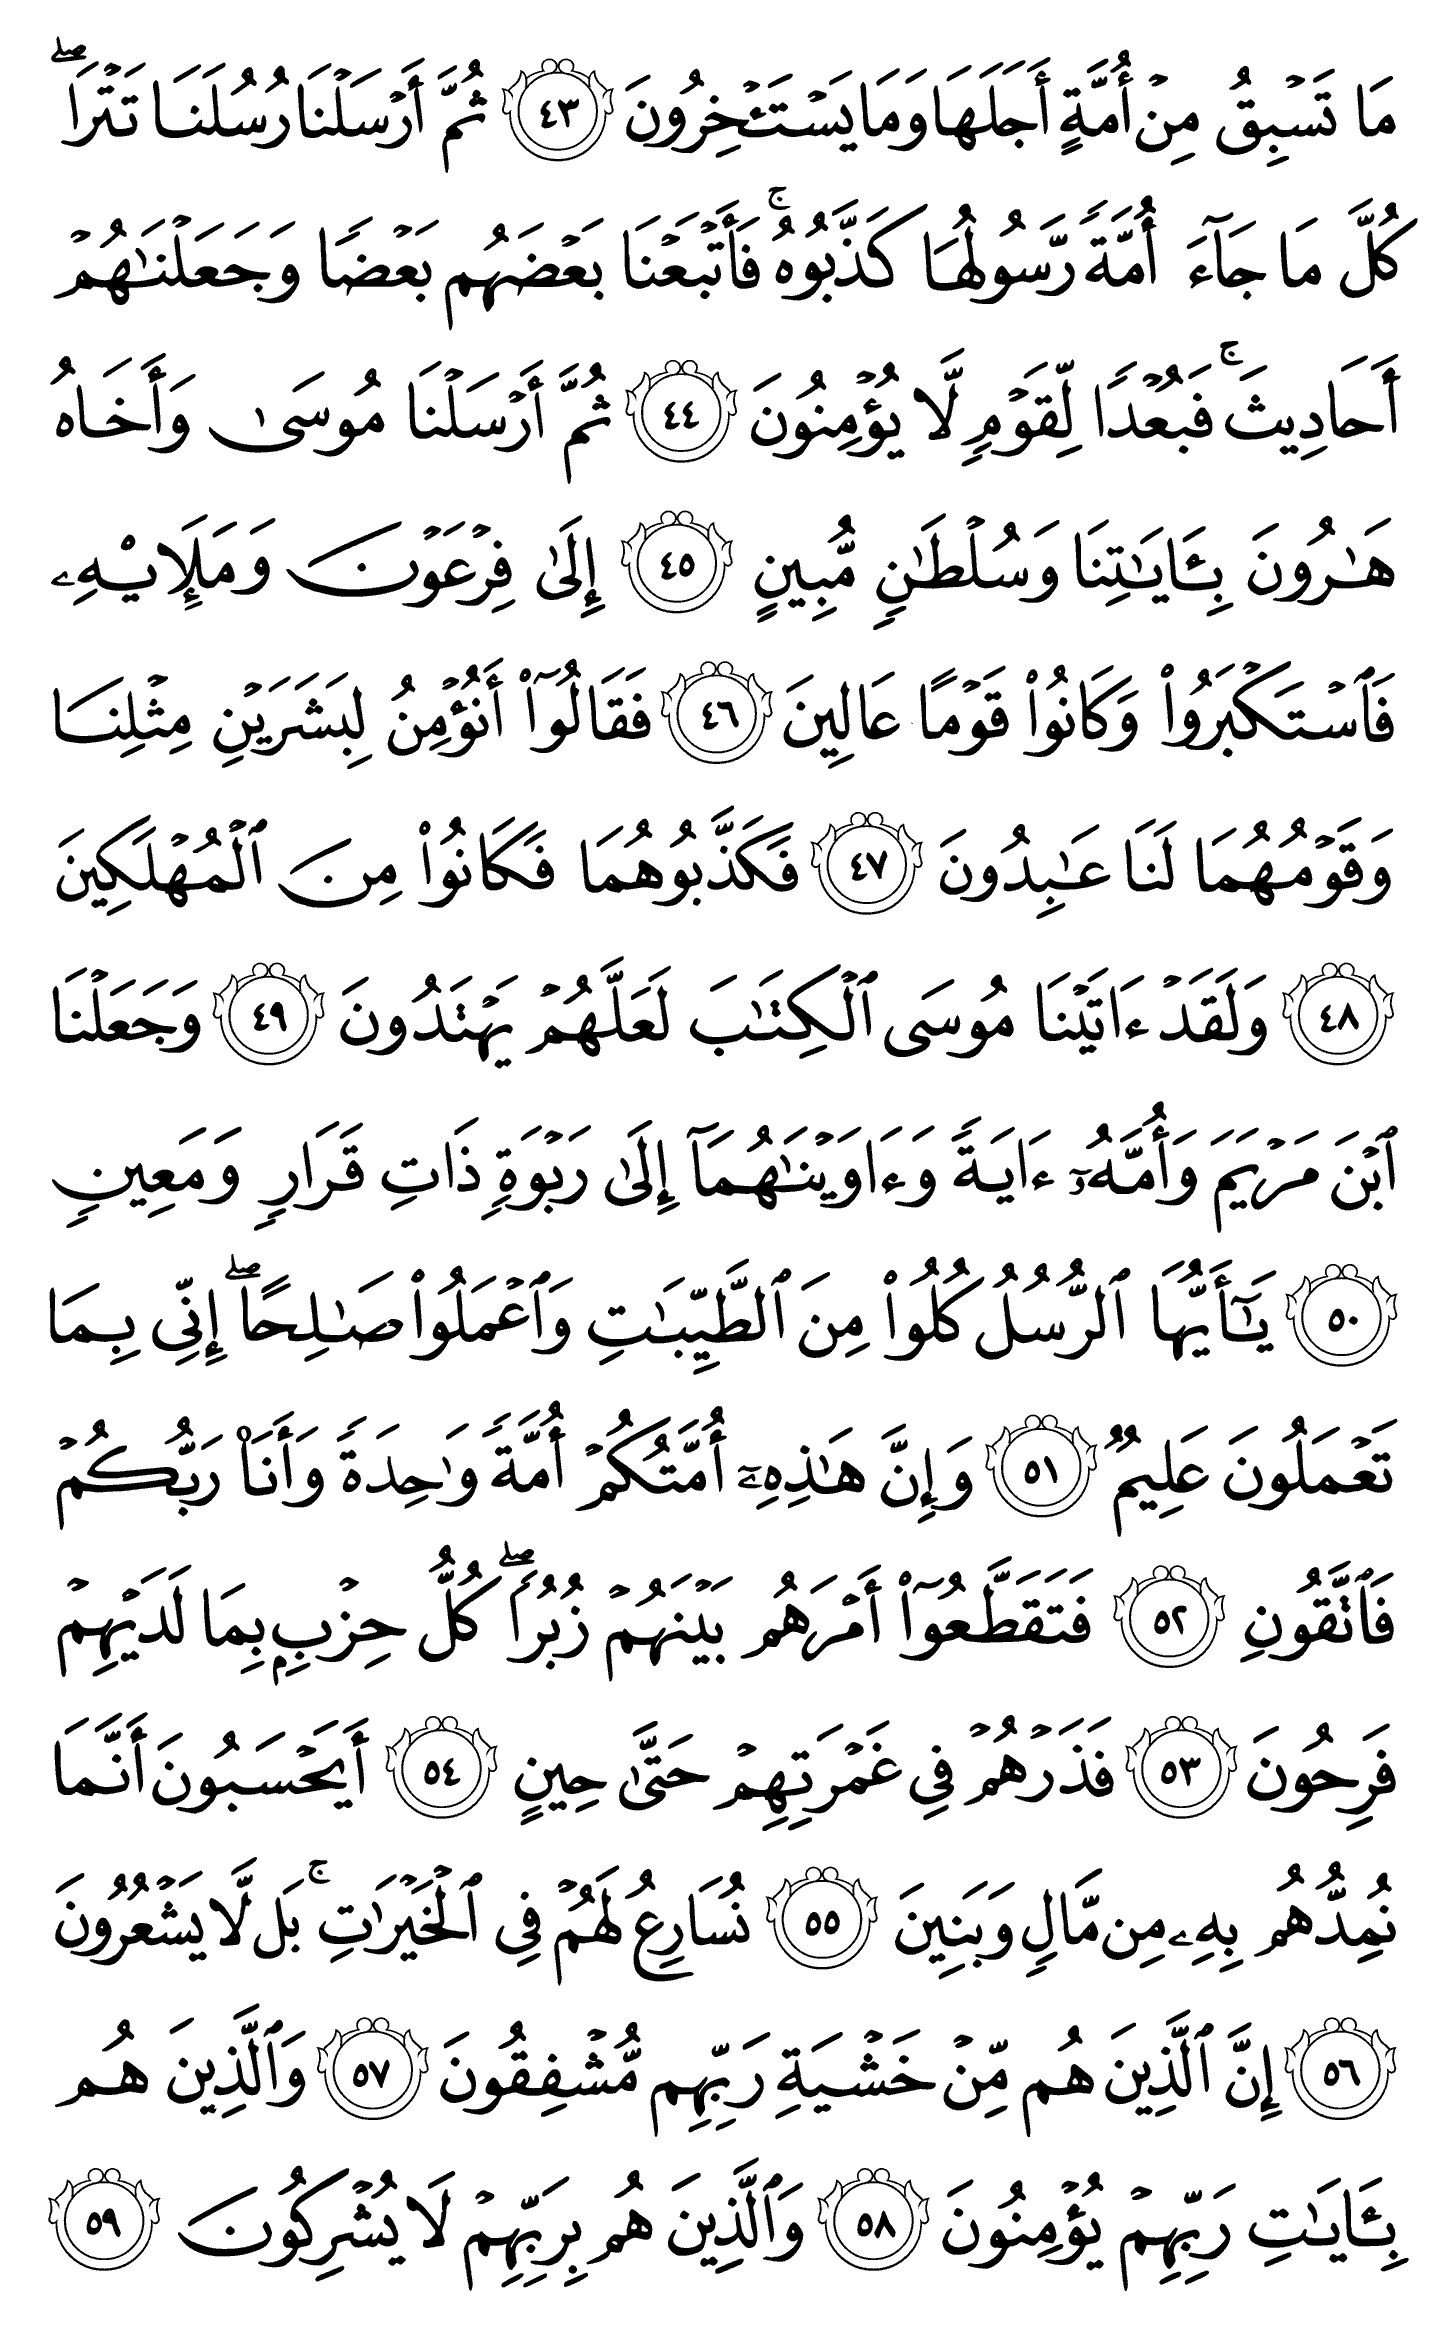 مَا تَسۡبِقُ مِنۡ أُمَّةٍ أَجَلَهَا وَمَا يَسۡتَـٔۡخِرُونَ ٤٣ ثُمَّ أَرۡسَلۡنَا رُسُلَنَا تَتۡرَاۖ
كُلَّ مَا جَآءَ أُمَّةٗ رَّسُولُهَا كَذَّبُوهُۚ فَأَتۡبَعۡنَا بَعۡضَهُم بَعۡضٗا وَجَعَلۡنَٰهُمۡ
أَحَادِيثَۚ فَبُعۡدٗا لِّقَوۡمٖ لَّا يُؤۡمِنُونَ ٤٤ ثُمَّ أَرۡسَلۡنَا مُوسَىٰ وَأَخَاهُ
هَٰرُونَ بِـَٔايَٰتِنَا وَسُلۡطَٰنٖ مُّبِينٍ ٤٥ إِلَىٰ فِرۡعَوۡنَ وَمَلَإِيْهِۦ
فَٱسۡتَكۡبَرُواْ وَكَانُواْ قَوۡمًا عَالِينَ ٤٦ فَقَالُوٓاْ أَنُؤۡمِنُ لِبَشَرَيۡنِ مِثۡلِنَا
وَقَوۡمُهُمَا لَنَا عَٰبِدُونَ ٤٧ فَكَذَّبُوهُمَا فَكَانُواْ مِنَ ٱلۡمُهۡلَكِينَ
٤٨ وَلَقَدۡ ءَاتَيۡنَا مُوسَى ٱلۡكِتَٰبَ لَعَلَّهُمۡ يَهۡتَدُونَ ٤٩ وَجَعَلۡنَا
ٱبۡنَ مَرۡيَمَ وَأُمَّهُۥٓ ءَايَةٗ وَءَاوَيۡنَٰهُمَآ إِلَىٰ رَبۡوَةٖ ذَاتِ قَرَارٖ وَمَعِينٖ
٥٠ يَٰٓأَيُّهَا ٱلرُّسُلُ كُلُواْ مِنَ ٱلطَّيِّبَٰتِ وَٱعۡمَلُواْ صَٰلِحًاۖ إِنِّي بِمَا
تَعۡمَلُونَ عَلِيمٞ ٥١ وَإِنَّ هَٰذِهِۦٓ أُمَّتُكُمۡ أُمَّةٗ وَٰحِدَةٗ وَأَنَا۠ رَبُّكُمۡ
فَٱتَّقُونِ ٥٢ فَتَقَطَّعُوٓاْ أَمۡرَهُم بَيۡنَهُمۡ زُبُرٗاۖ كُلُّ حِزۡبِۭ بِمَا لَدَيۡهِمۡ
فَرِحُونَ ٥٣ فَذَرۡهُمۡ فِي غَمۡرَتِهِمۡ حَتَّىٰ حِينٍ ٥٤ أَيَحۡسَبُونَ أَنَّمَا
نُمِدُّهُم بِهِۦ مِن مَّالٖ وَبَنِينَ ٥٥ نُسَارِعُ لَهُمۡ فِي ٱلۡخَيۡرَٰتِۚ بَل لَّا يَشۡعُرُونَ
٥٦ إِنَّ ٱلَّذِينَ هُم مِّنۡ خَشۡيَةِ رَبِّهِم مُّشۡفِقُونَ ٥٧ وَٱلَّذِينَ هُم
بِـَٔايَٰتِ رَبِّهِمۡ يُؤۡمِنُونَ ٥٨ وَٱلَّذِينَ هُم بِرَبِّهِمۡ لَا يُشۡرِكُونَ ٥٩